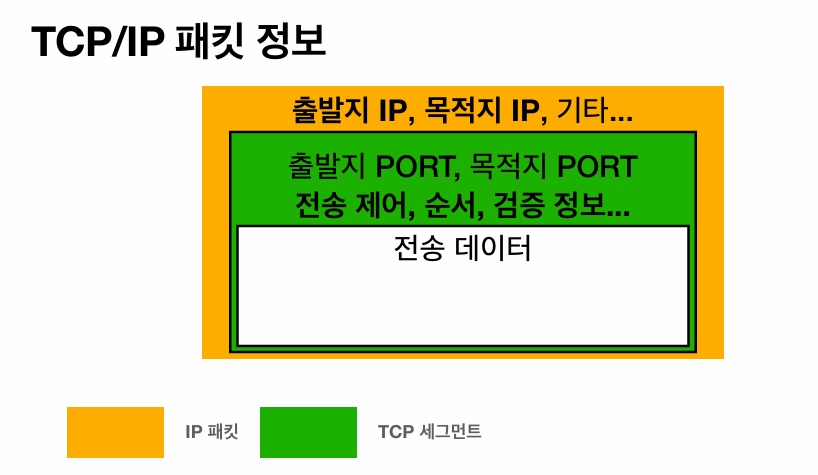 TCP/IP 패킷 정보
출발지 IP, 목적지 IP, 기타...
출발지 PORT, 목적지 PORT
전송 제어, 순서, 검증 정보...
전송 데이터
IP 패킷
TCP 세그먼트